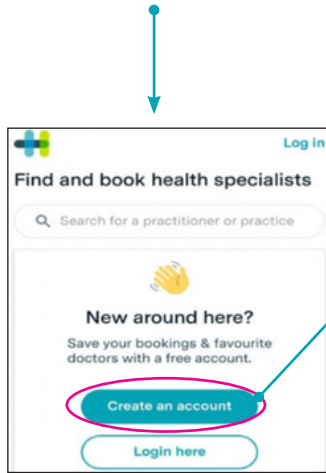 Log in
Find and book health specialists
Search for a practitioner or practice
New around here?
Save your bookings & favourite
doctors with a free account.
Create an account
Login here